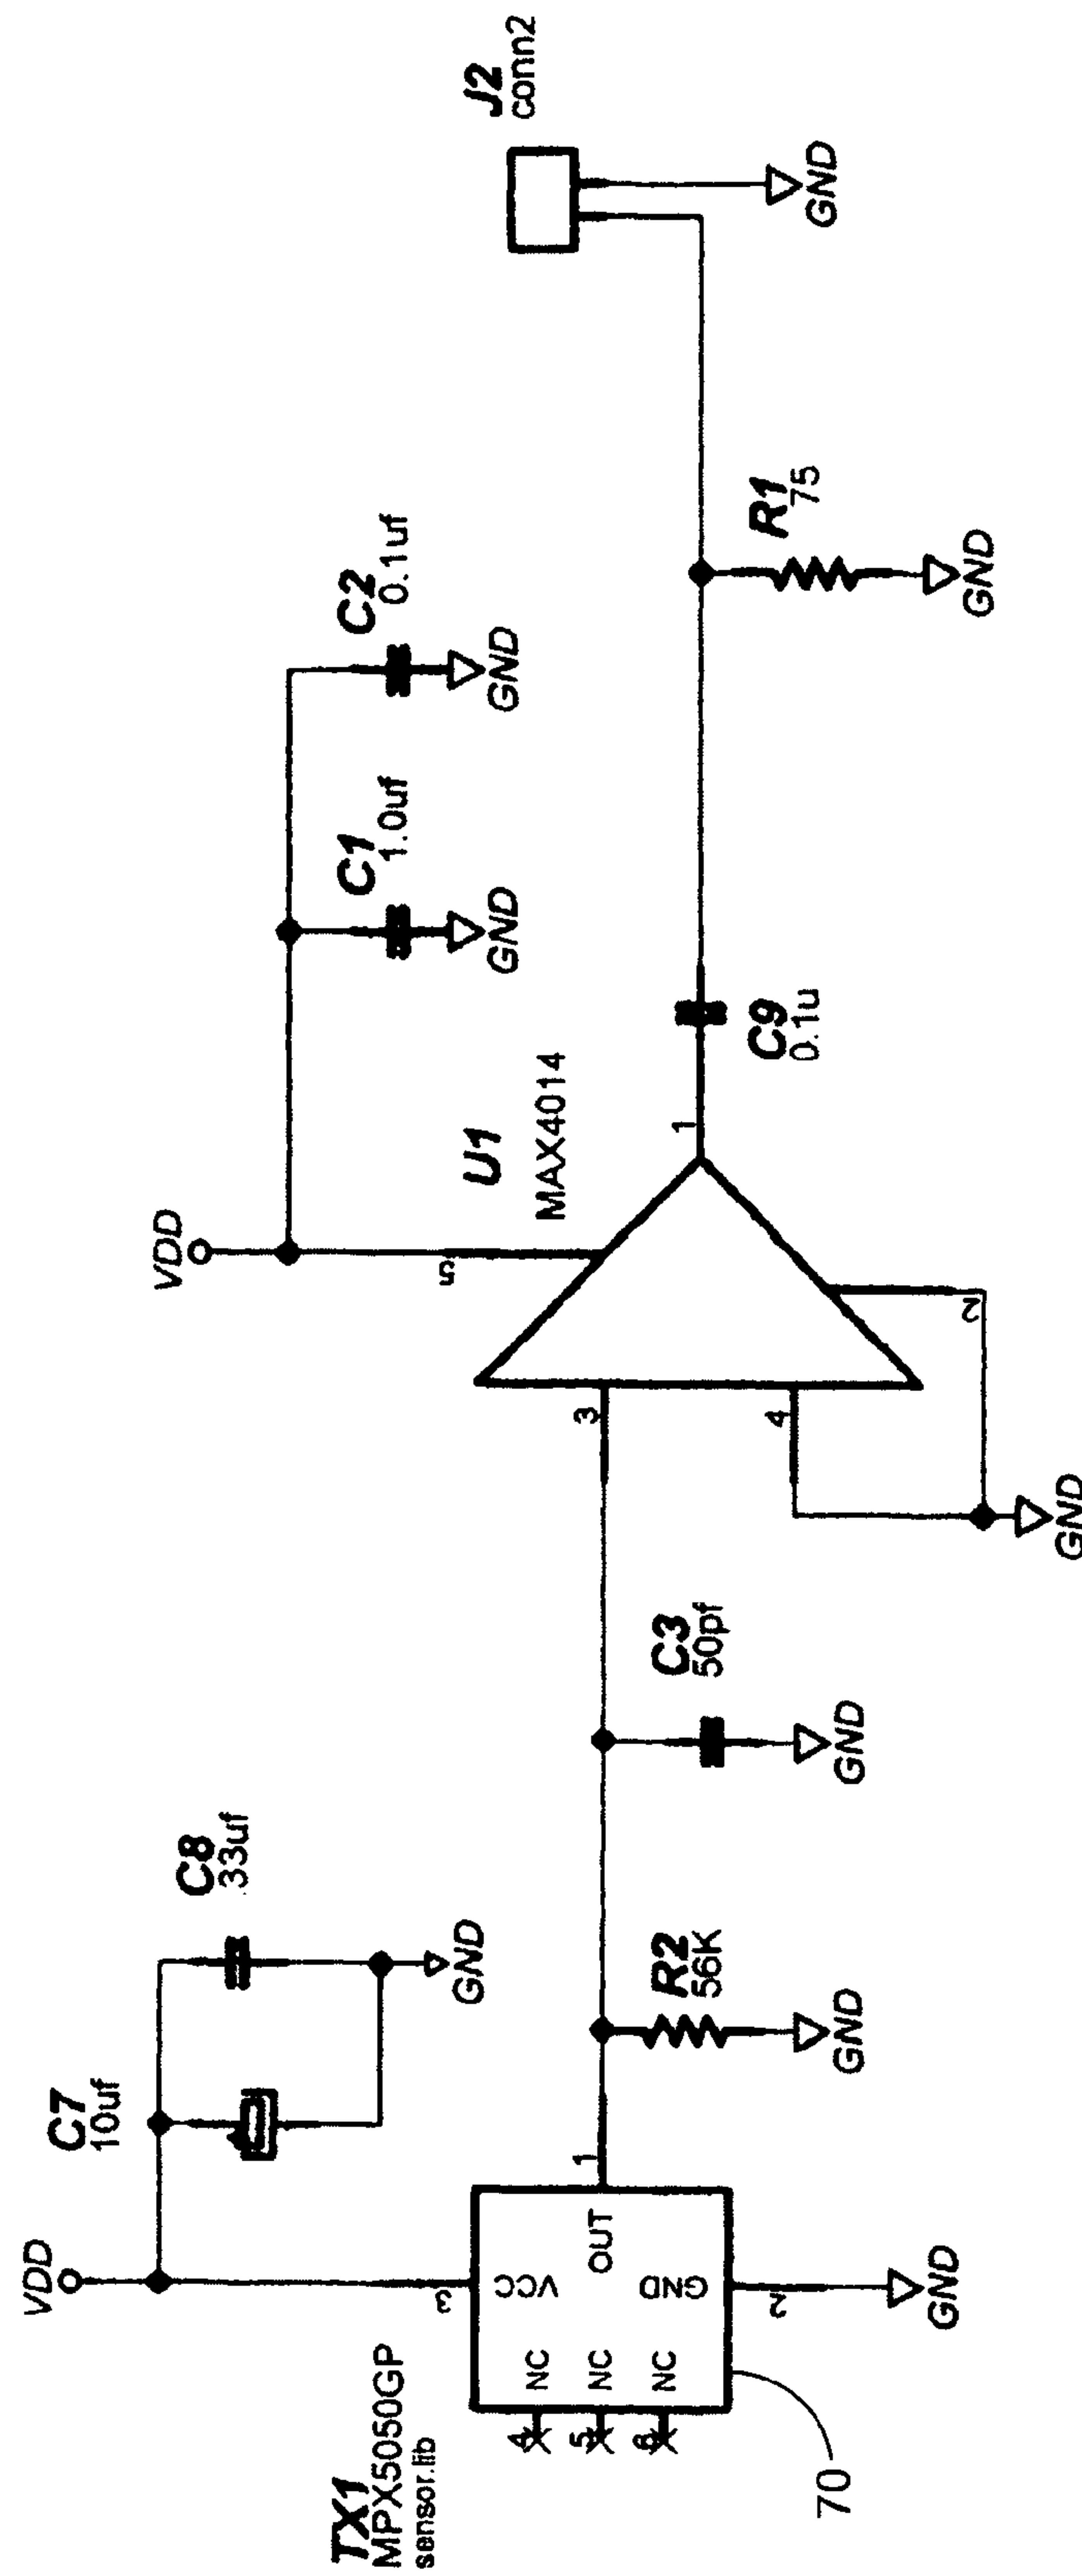 TX1
MPX5050GP
sensor.lib
70
4
NC
5
NC
6
NC
VCC
OUT
GND
3
1
2
GND
VDD
C7
10uf
C8
.33uf
GND
R2
56K
GND
C3
50pf
GND
3
4
GND
2
5
VDD
U1
MAX4014
1
C9
0.1u
C1
1.0uf
GND
C2
0.1uf
GND
R1
75
GND
J2
conn2
GND